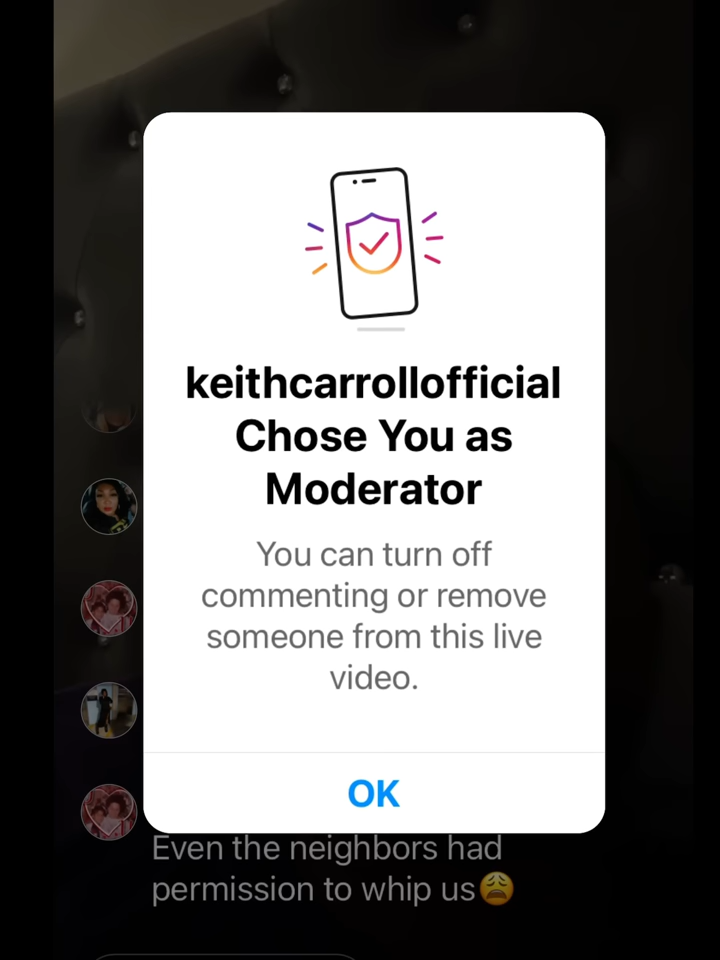 keithcarrollofficial
Chose You as
Moderator
You can turn off
commenting or remove
someone from this live
video.
OK
Even the neighbors had
permission to whip us😩